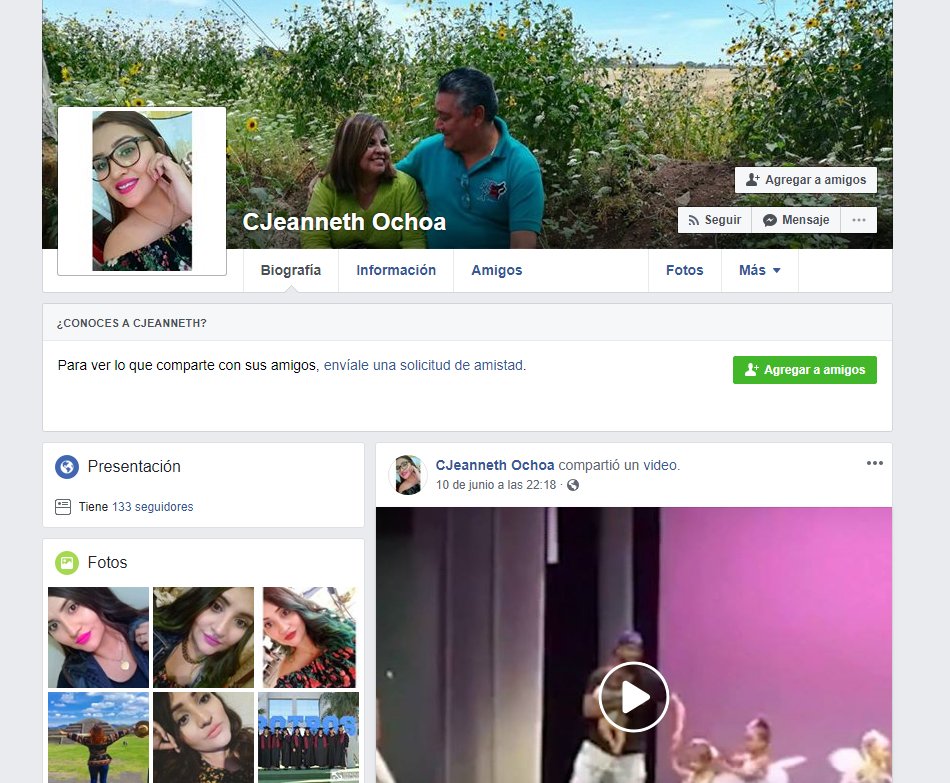 Agregar a amigos
CJeanneth Ochoa
Seguir
Mensaje
Biografía
Información
Amigos
Fotos
Más
¿CONOCES A CJEANNETH?
Para ver lo que comparte con sus amigos, envíale una solicitud de amistad.
Agregar a amigos
Presentación
Tiene 133 seguidores
Fotos
CJeanneth Ochoa compartió un video.
10 de junio a las 22:18 ·